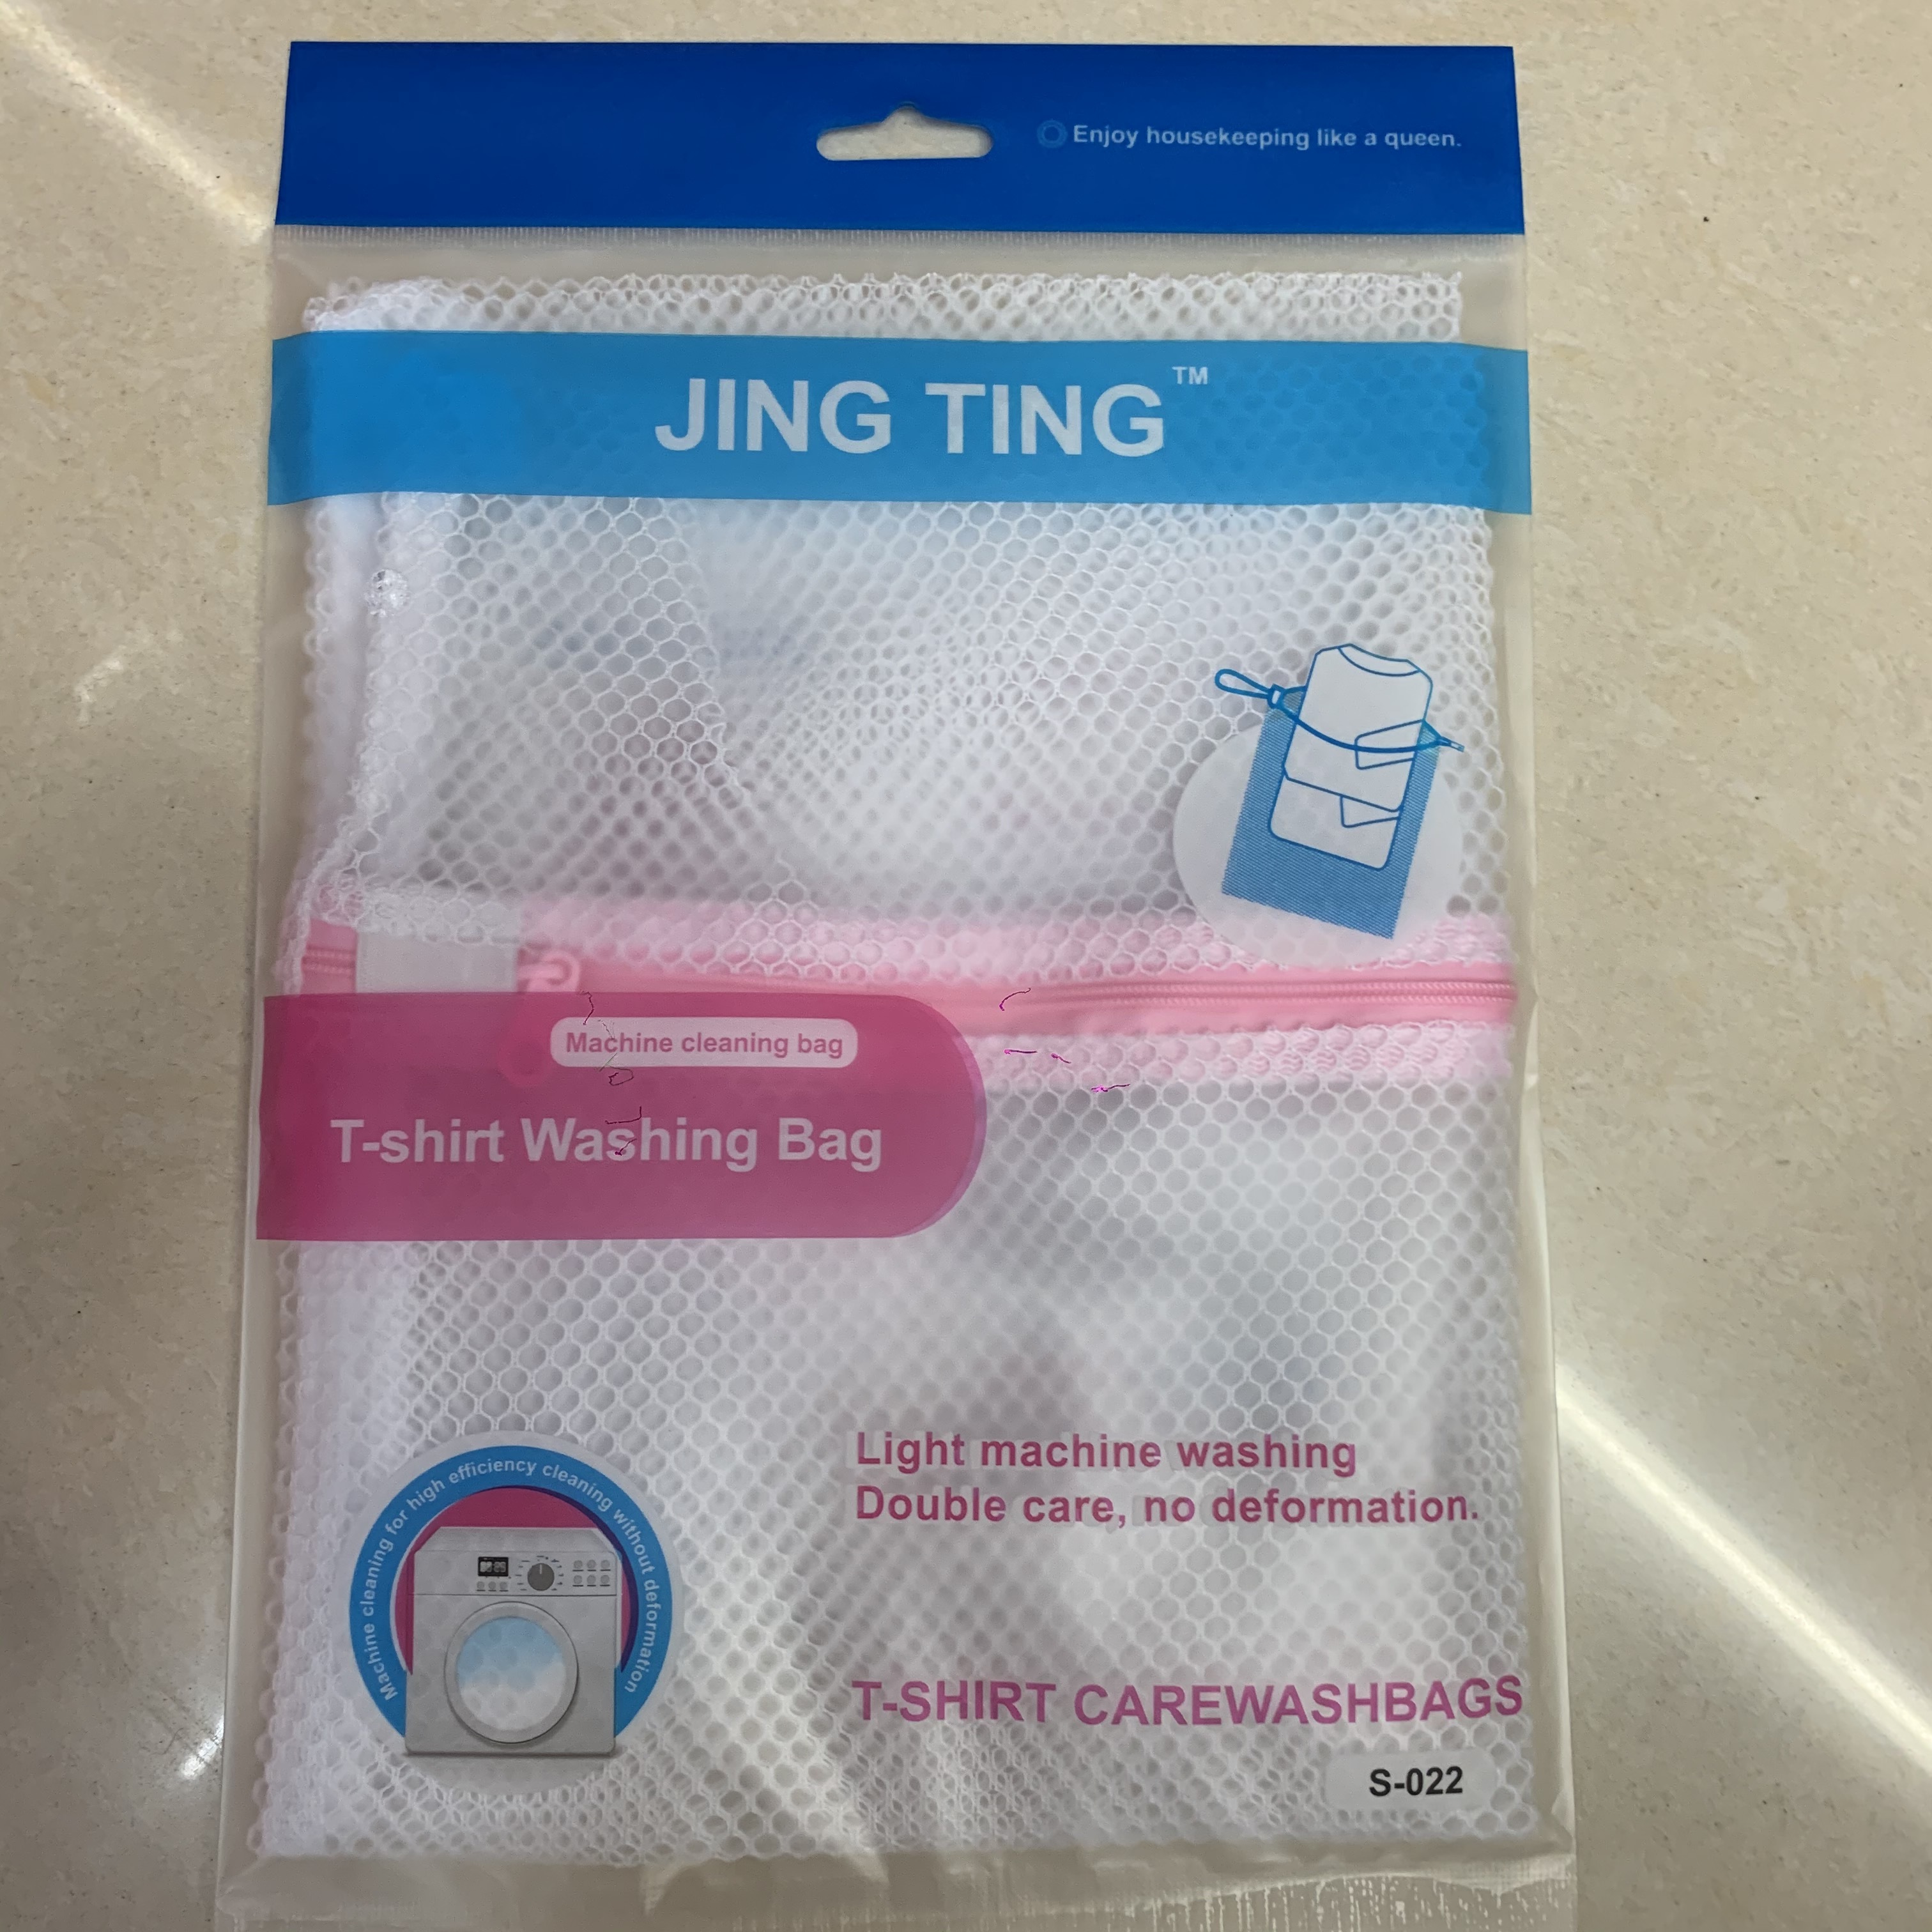 Enjoy housekeeping like a queen.
JING TING™
Machine cleaning bag
T-shirt Washing Bag
Light machine washing
Double care, no deformation.
Machine cleaning for high efficiency cleaning without deformation
T-SHIRT CAREWASHBAGS
S-022